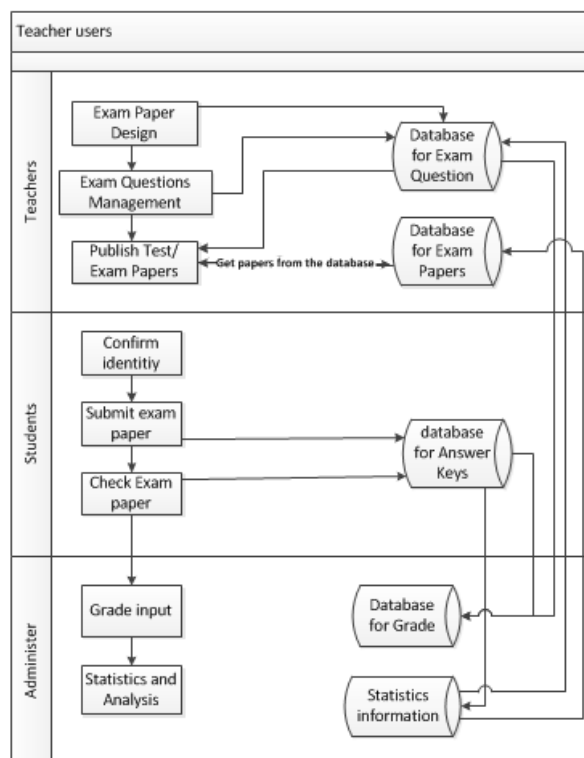 Teacher users
Teachers
Exam Paper
Design
Exam Questions
Management
Publish Test/
Exam Papers
Database
for Exam
Question
Get papers from the database
Database
for Exam
Papers
Students
Confirm
identitiy
Submit exam
paper
Check Exam
paper
database
for Answer
Keys
Administer
Grade input
Statistics and
Analysis
Database
for Grade
Statistics
information